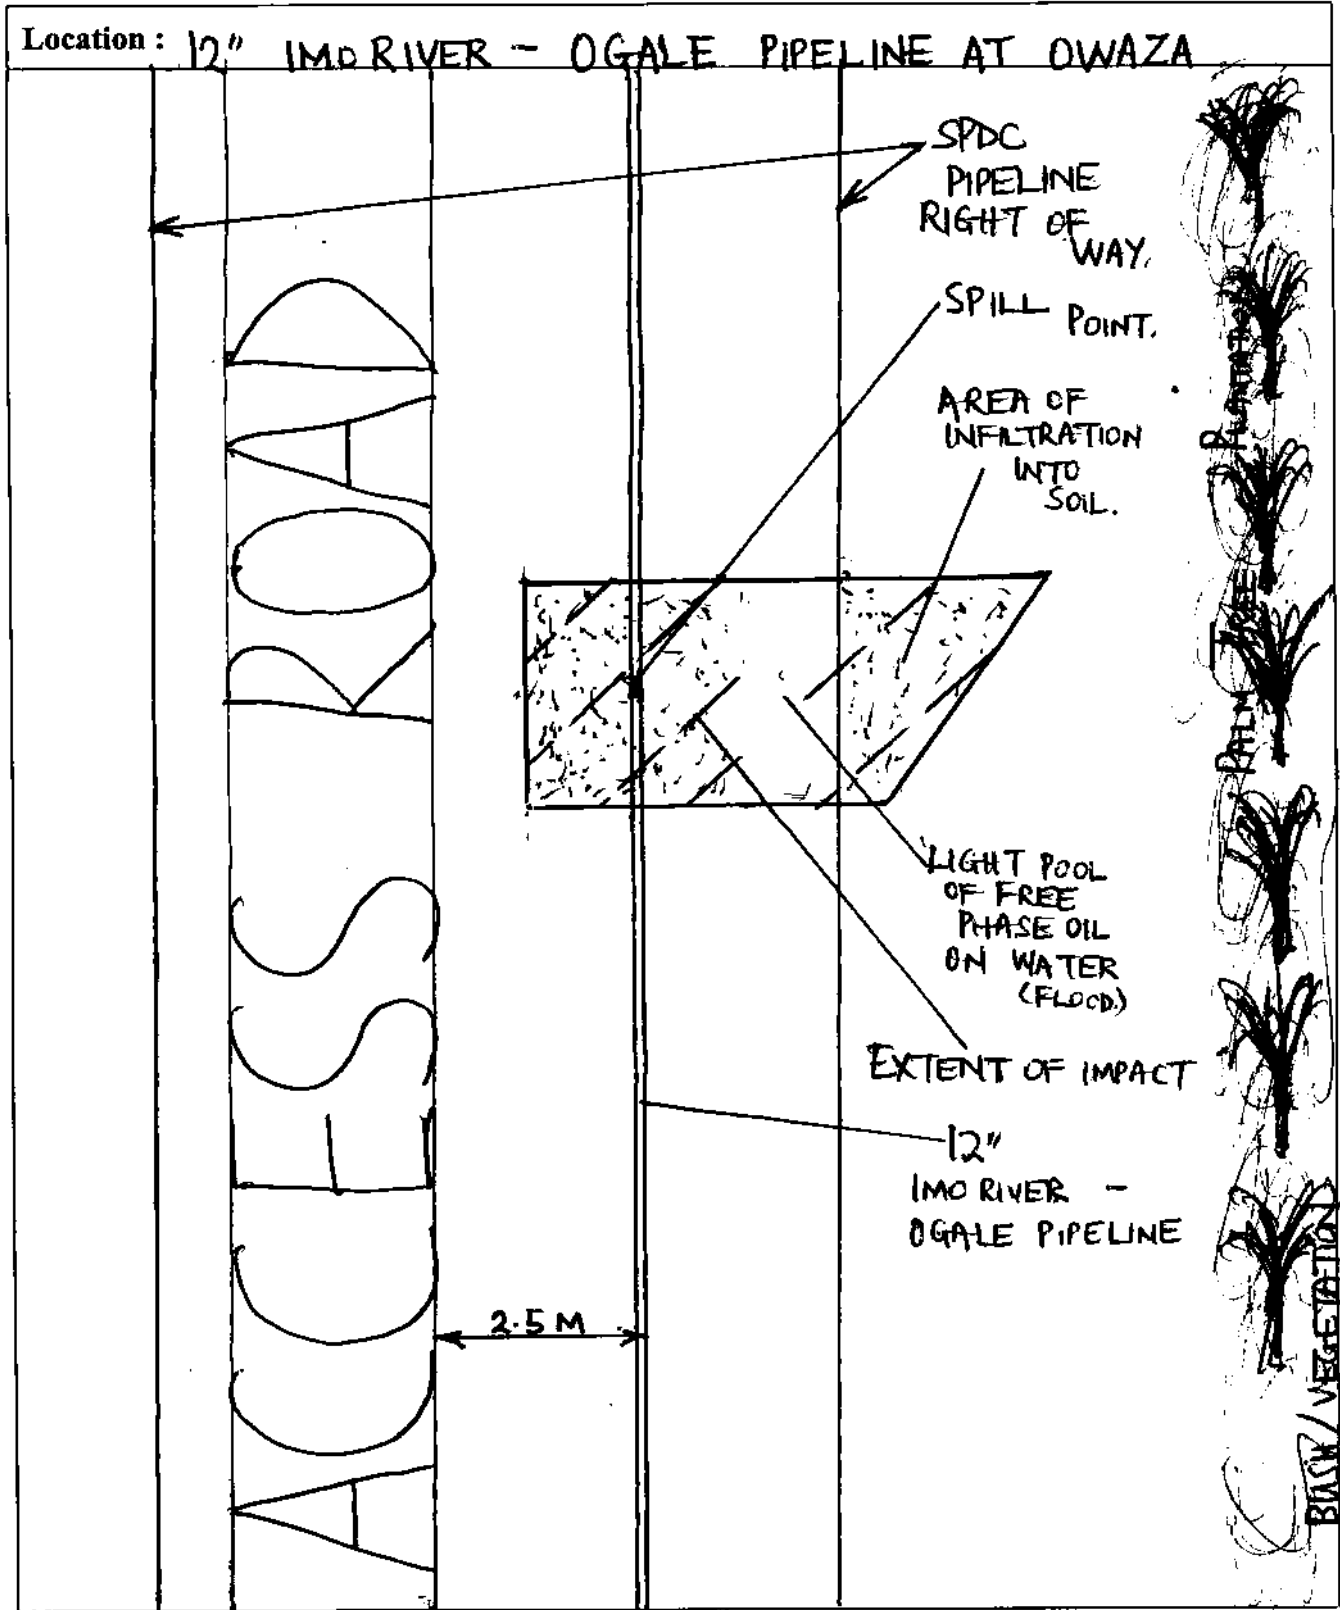 Location : 12" IMO RIVER - OGALE PIPELINE AT OWAZA
SPDC
PIPELINE
RIGHT OF
WAY.
SPILL POINT.
AREA OF
INFILTRATION
INTO
SOIL.
ACCESS ROAD
PALM TREE PLANTATION
LIGHT POOL
OF FREE
PHASE OIL
ON WATER
(FLOOD)
EXTENT OF IMPACT
12"
IMO RIVER -
OGALE PIPELINE
2.5 M
BUSH / VEGETATION